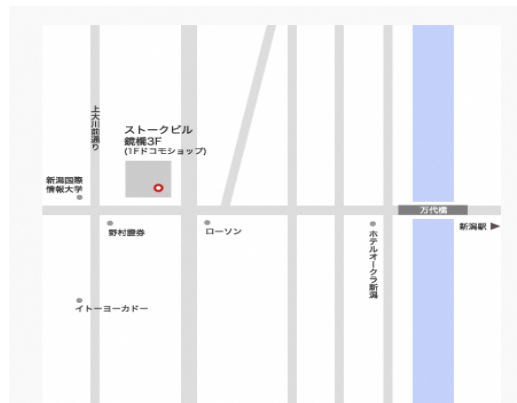 上大川前通り
ストークビル
鏡橋3F
(1Fドコモショップ)
新潟国際
情報大学
万代橋
新潟駅
野村證券
ローソン
ホテルオークラ新潟
イトーヨーカドー